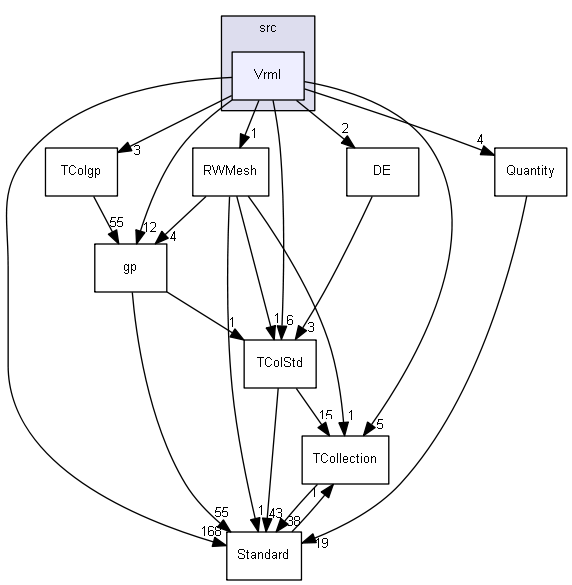 src
Vrml
1
2
3
4
TColgp
RWMesh
DE
Quantity
55
12
4
gp
1
1
6
3
TColStd
15
1
5
TCollection
1
55
1
43
38
168
19
Standard